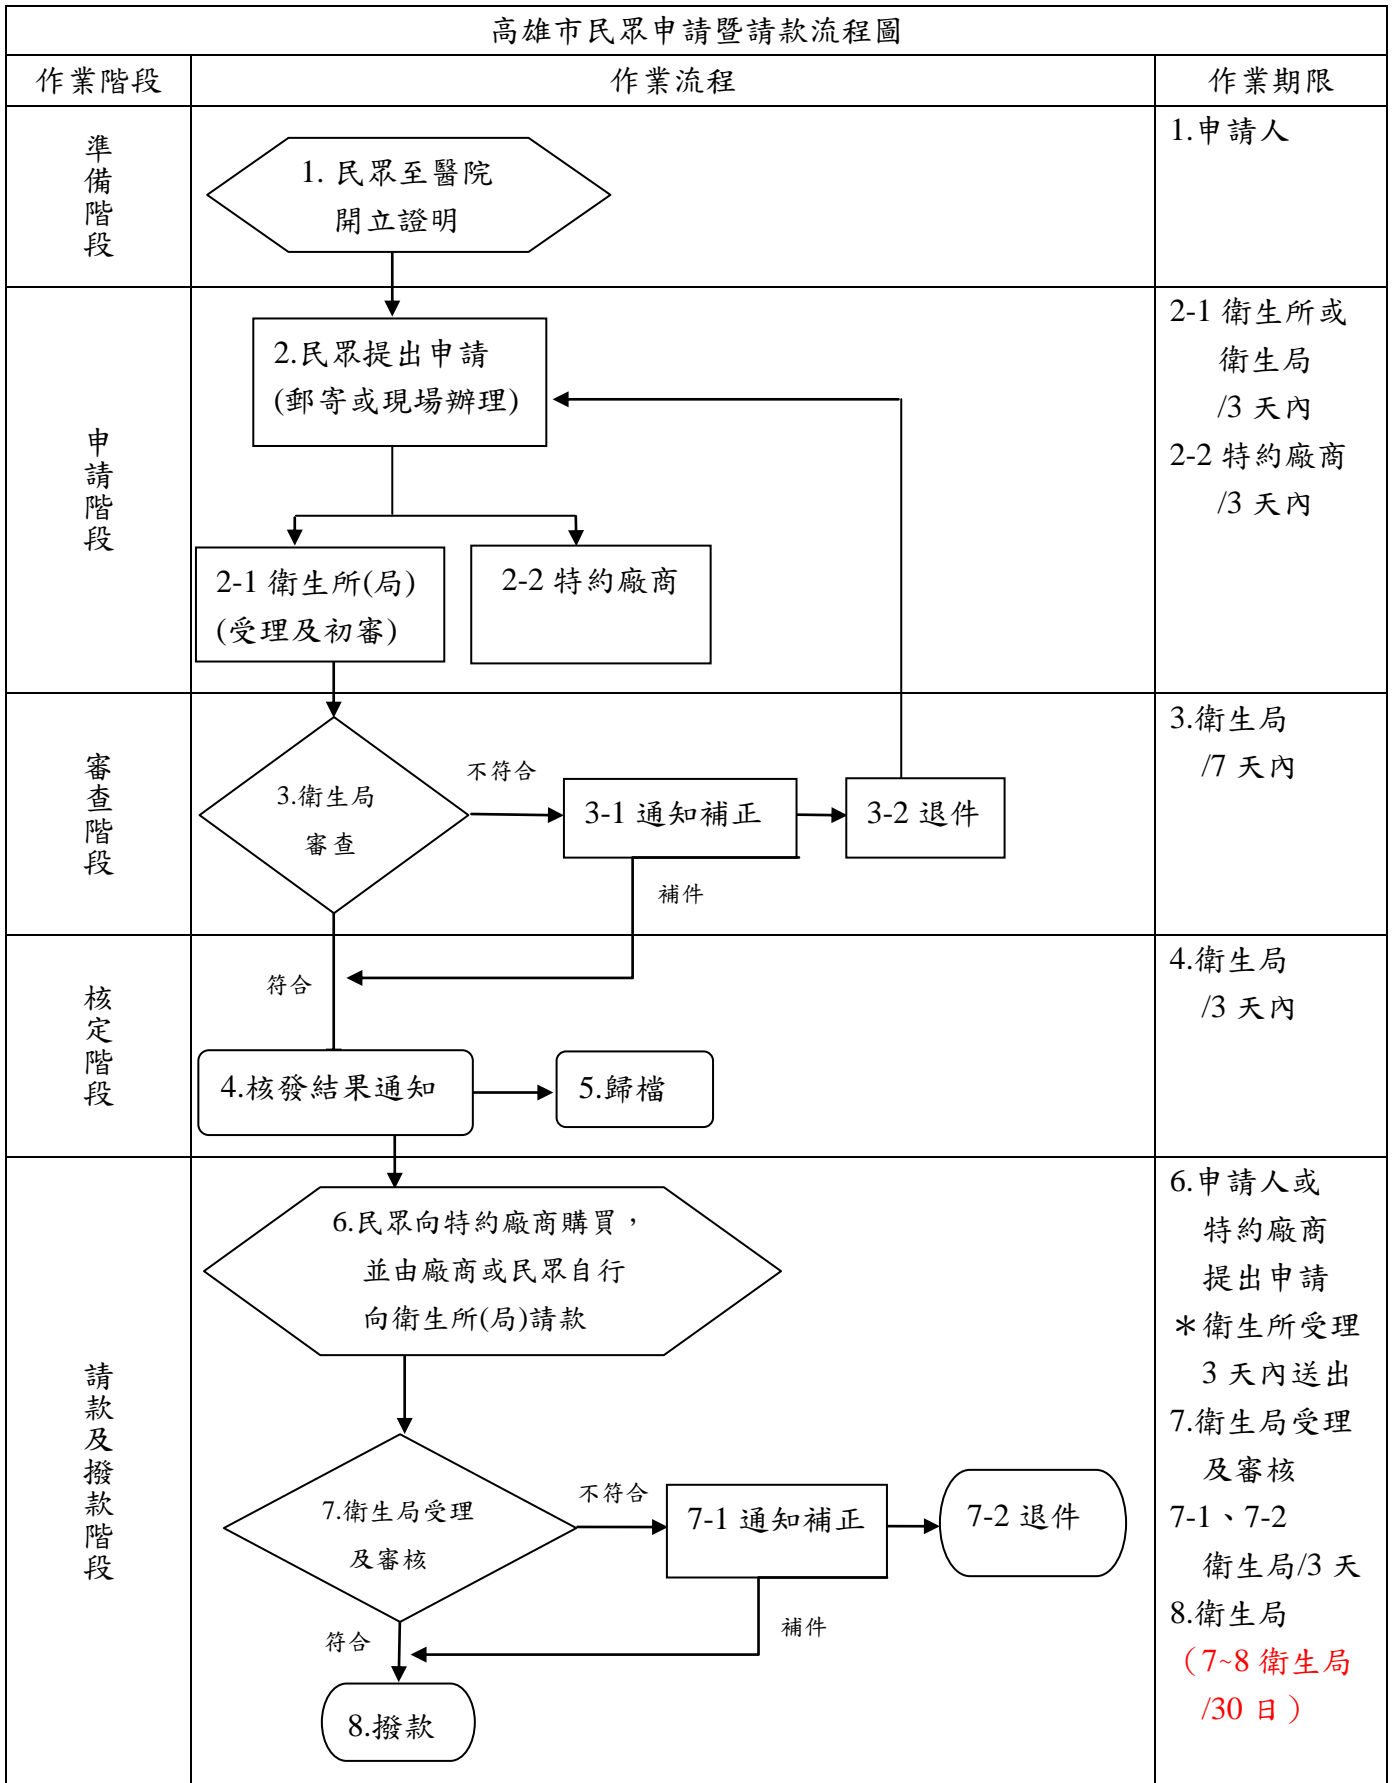 高雄市民眾申請暨請款流程圖
作業階段
作業流程
作業期限
準備階段
1. 民眾至醫院
開立證明
1.申請人
申請階段
2.民眾提出申請
(郵寄或現場辦理)
2-1 衛生所(局)
(受理及初審)
2-2 特約廠商
2-1 衛生所或
衛生局
/3 天內
2-2 特約廠商
/3 天內
審查階段
3.衛生局
審查
不符合
3-1 通知補正
3-2 退件
補件
3.衛生局
/7 天內
核定階段
符合
4.核發結果通知
5.歸檔
4.衛生局
/3 天內
請款及撥款階段
6.民眾向特約廠商購買，
並由廠商或民眾自行
向衛生所(局)請款
7.衛生局受理
及審核
不符合
7-1 通知補正
7-2 退件
符合
補件
8.撥款
6.申請人或
特約廠商
提出申請
＊衛生所受理
3 天內送出
7.衛生局受理
及審核
7-1、7-2
衛生局/3 天
8.衛生局
（7~8 衛生局
/30 日）